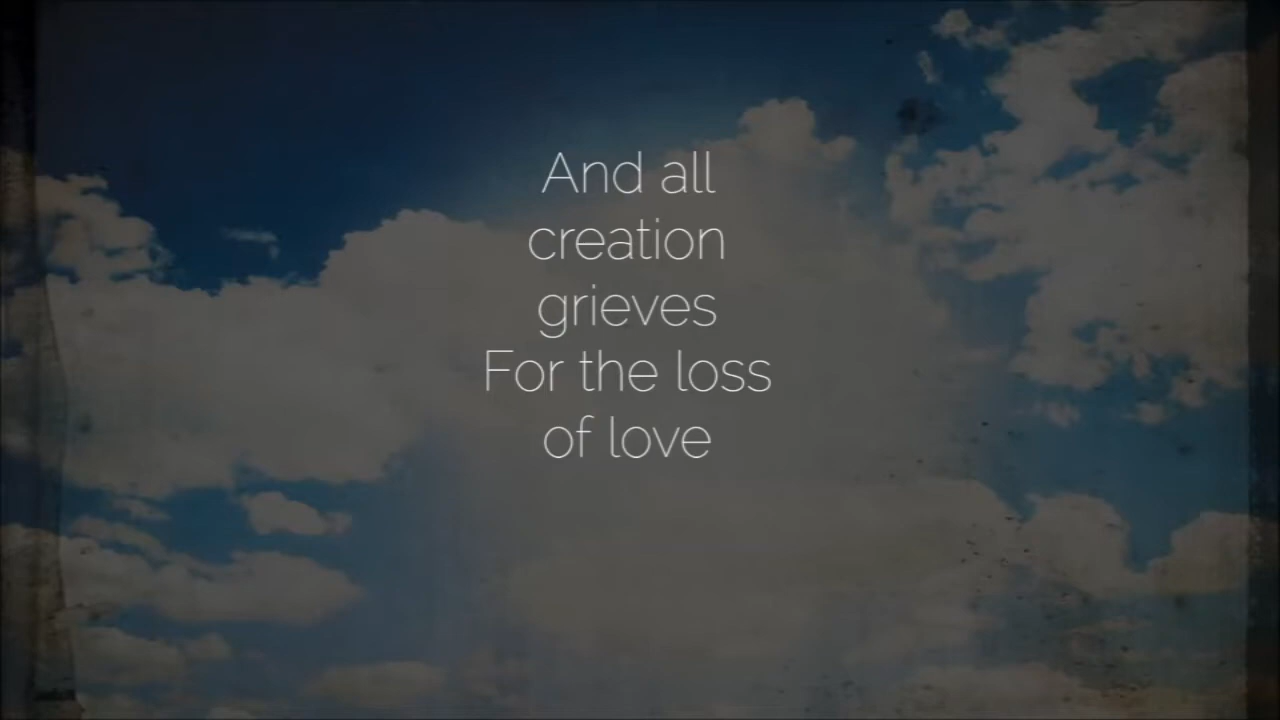 And all
creation
grieves
For the loss
of love